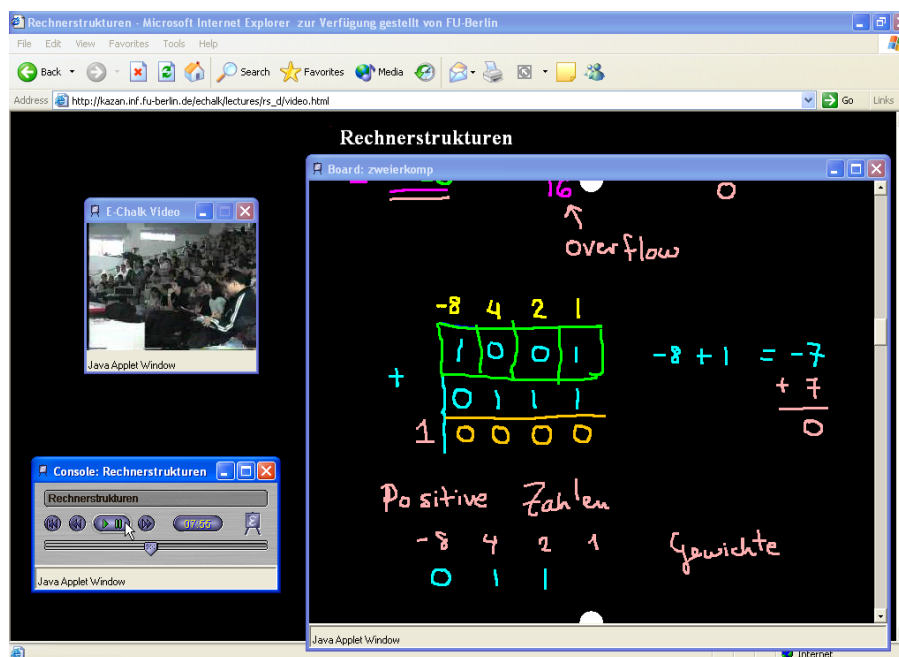 Rechnerstrukturen - Microsoft Internet Explorer zur Verfügung gestellt von FU-Berlin
File Edit View Favorites Tools Help
Back Search Favorites Media
Address http://kazan.inf.fu-berlin.de/echalk/lectures/rs_d/video.html Go Links
Rechnerstrukturen
Board: zweierkomp
16 0
overflow
E-Chalk Video
Java Applet Window
-8 4 2 1
1 0 0 1 -8 + 1 = -7
+ 0 1 1 1 + 7
1 0 0 0 0 0
Console: Rechnerstrukturen
Rechnerstrukturen
07:55
Java Applet Window
Positive Zahlen
-8 4 2 1 Gewichte
0 1 1
Java Applet Window
Internet